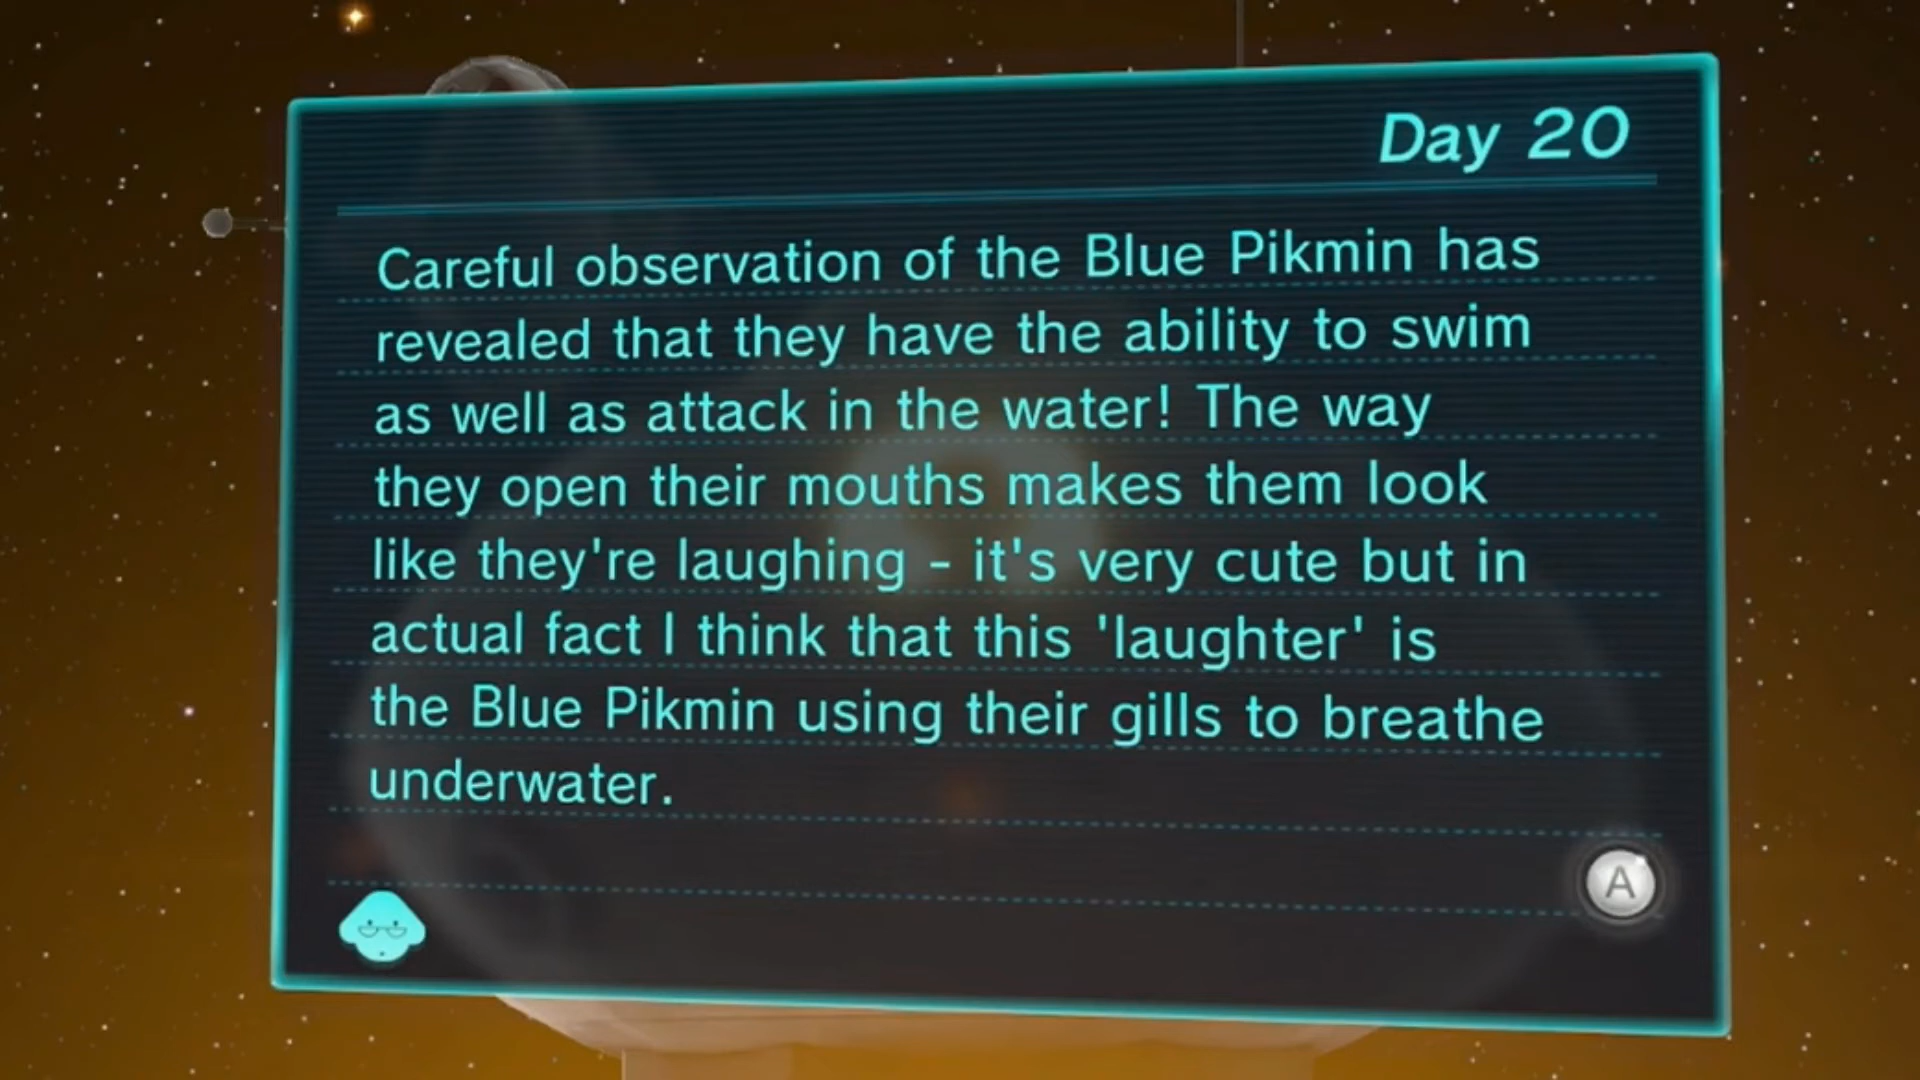 Day 20
Careful observation of the Blue Pikmin has
revealed that they have the ability to swim
as well as attack in the water! The way
they open their mouths makes them look
like they're laughing - it's very cute but in
actual fact I think that this 'laughter' is
the Blue Pikmin using their gills to breathe
underwater.
A